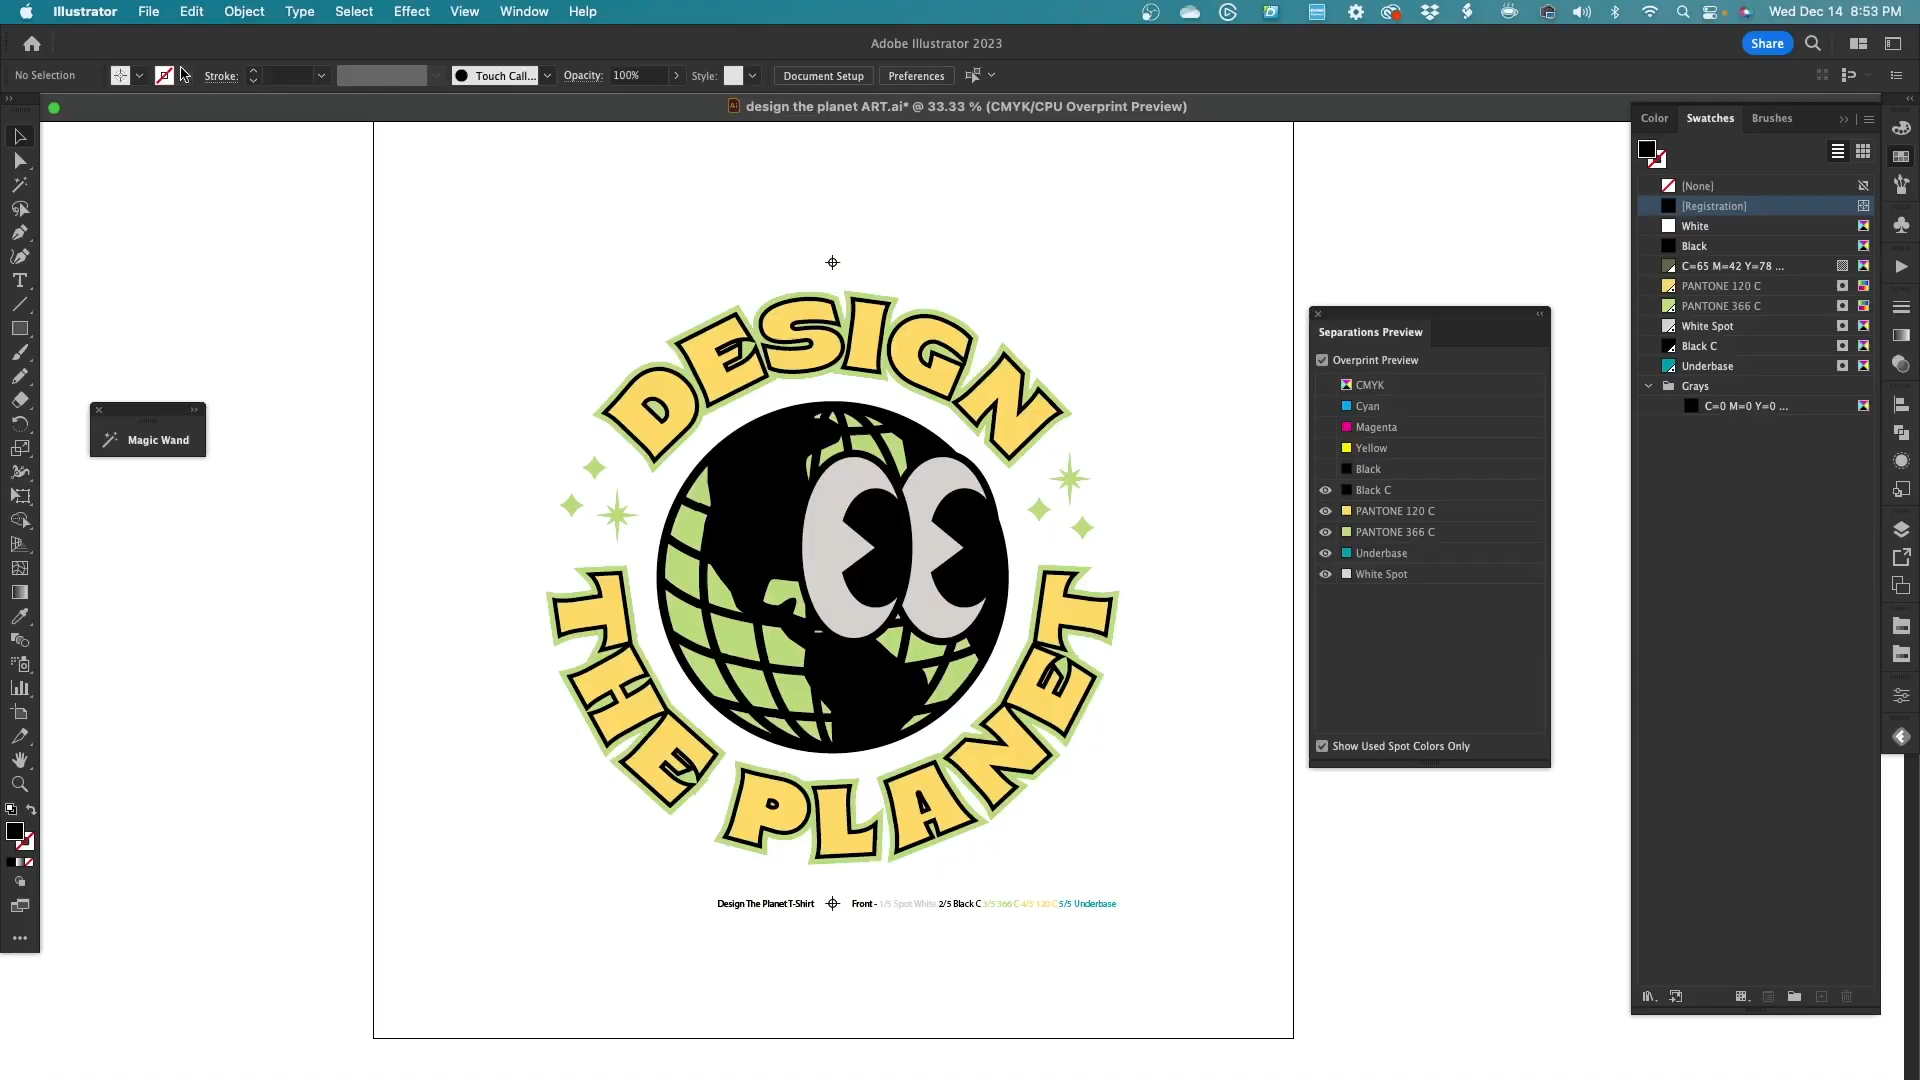 Illustrator File Edit Object Type Select Effect View Window Help Wed Dec 14 8:53 PM
Adobe Illustrator 2023 Share
No Selection Stroke: Touch Call... Opacity: 100% Style: Document Setup Preferences
design the planet ART.ai* @ 33.33 % (CMYK/CPU Overprint Preview)
Color Swatches Brushes
[None]
[Registration]
White
Black
C=65 M=42 Y=78 ...
PANTONE 120 C
PANTONE 366 C
White Spot
Black C
Underbase
Grays
C=0 M=0 Y=0 ...
Magic Wand
DESIGN
THE PLANET
Design The Planet T-Shirt Front - 1/5 Spot White 2/5 Black C 3/5 366 C 4/5 120 C 5/5 Underbase
Separations Preview
Overprint Preview
CMYK
Cyan
Magenta
Yellow
Black
Black C
PANTONE 120 C
PANTONE 366 C
Underbase
White Spot
Show Used Spot Colors Only